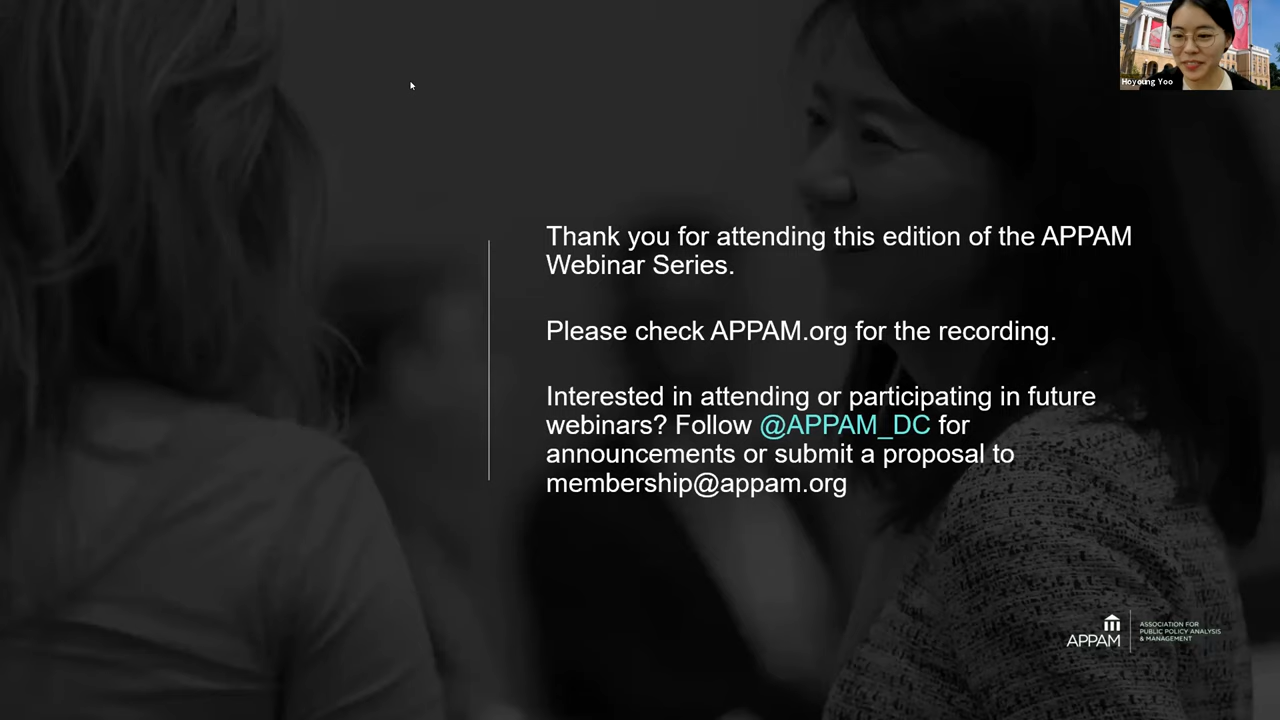 Hoyoung Yoo
Thank you for attending this edition of the APPAM
Webinar Series.
Please check APPAM.org for the recording.
Interested in attending or participating in future
webinars? Follow @APPAM_DC for
announcements or submit a proposal to
membership@appam.org
APPAM
ASSOCIATION FOR
PUBLIC POLICY ANALYSIS
& MANAGEMENT